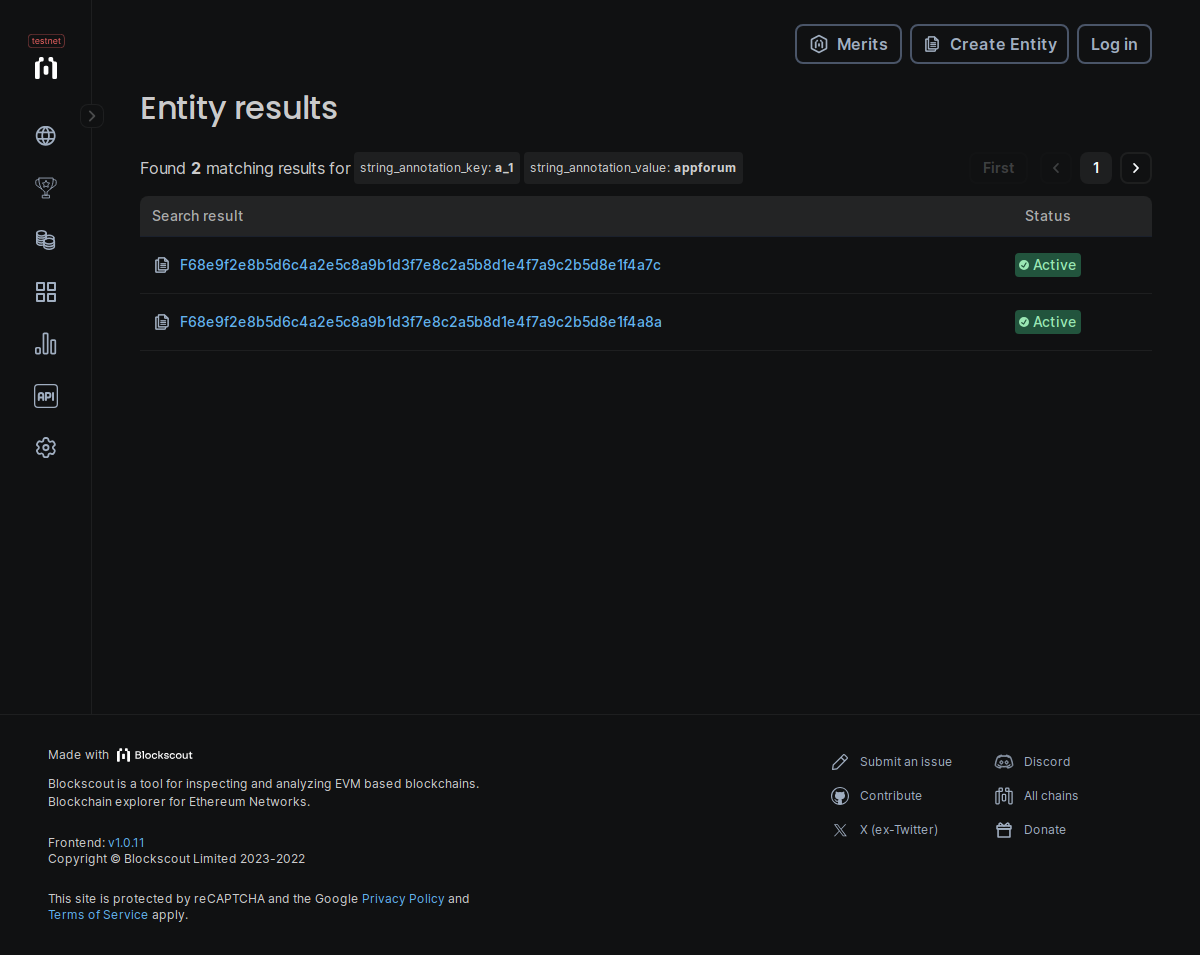 testnet
Merits
Create Entity
Log in
Entity results
Found 2 matching results for string_annotation_key: a_1 string_annotation_value: appforum
First
1
Search result
Status
F68e9f2e8b5d6c4a2e5c8a9b1d3f7e8c2a5b8d1e4f7a9c2b5d8e1f4a7c
Active
F68e9f2e8b5d6c4a2e5c8a9b1d3f7e8c2a5b8d1e4f7a9c2b5d8e1f4a8a
Active
API
Made with Blockscout
Blockscout is a tool for inspecting and analyzing EVM based blockchains.
Blockchain explorer for Ethereum Networks.
Frontend: v1.0.11
Copyright © Blockscout Limited 2023-2022
This site is protected by reCAPTCHA and the Google Privacy Policy and
Terms of Service apply.
Submit an issue
Discord
Contribute
All chains
X (ex-Twitter)
Donate